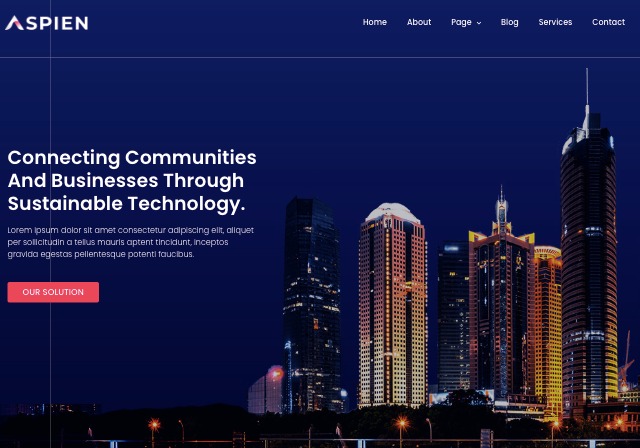 ASPIEN
Home About Page Blog Services Contact
Connecting Communities
And Businesses Through
Sustainable Technology.
Lorem ipsum dolor sit amet consectetur adipiscing elit, aliquet
per sollicitudin a tellus mauris aptent tincidunt, inceptos
gravida egestas pellentesque potenti faucibus.
OUR SOLUTION